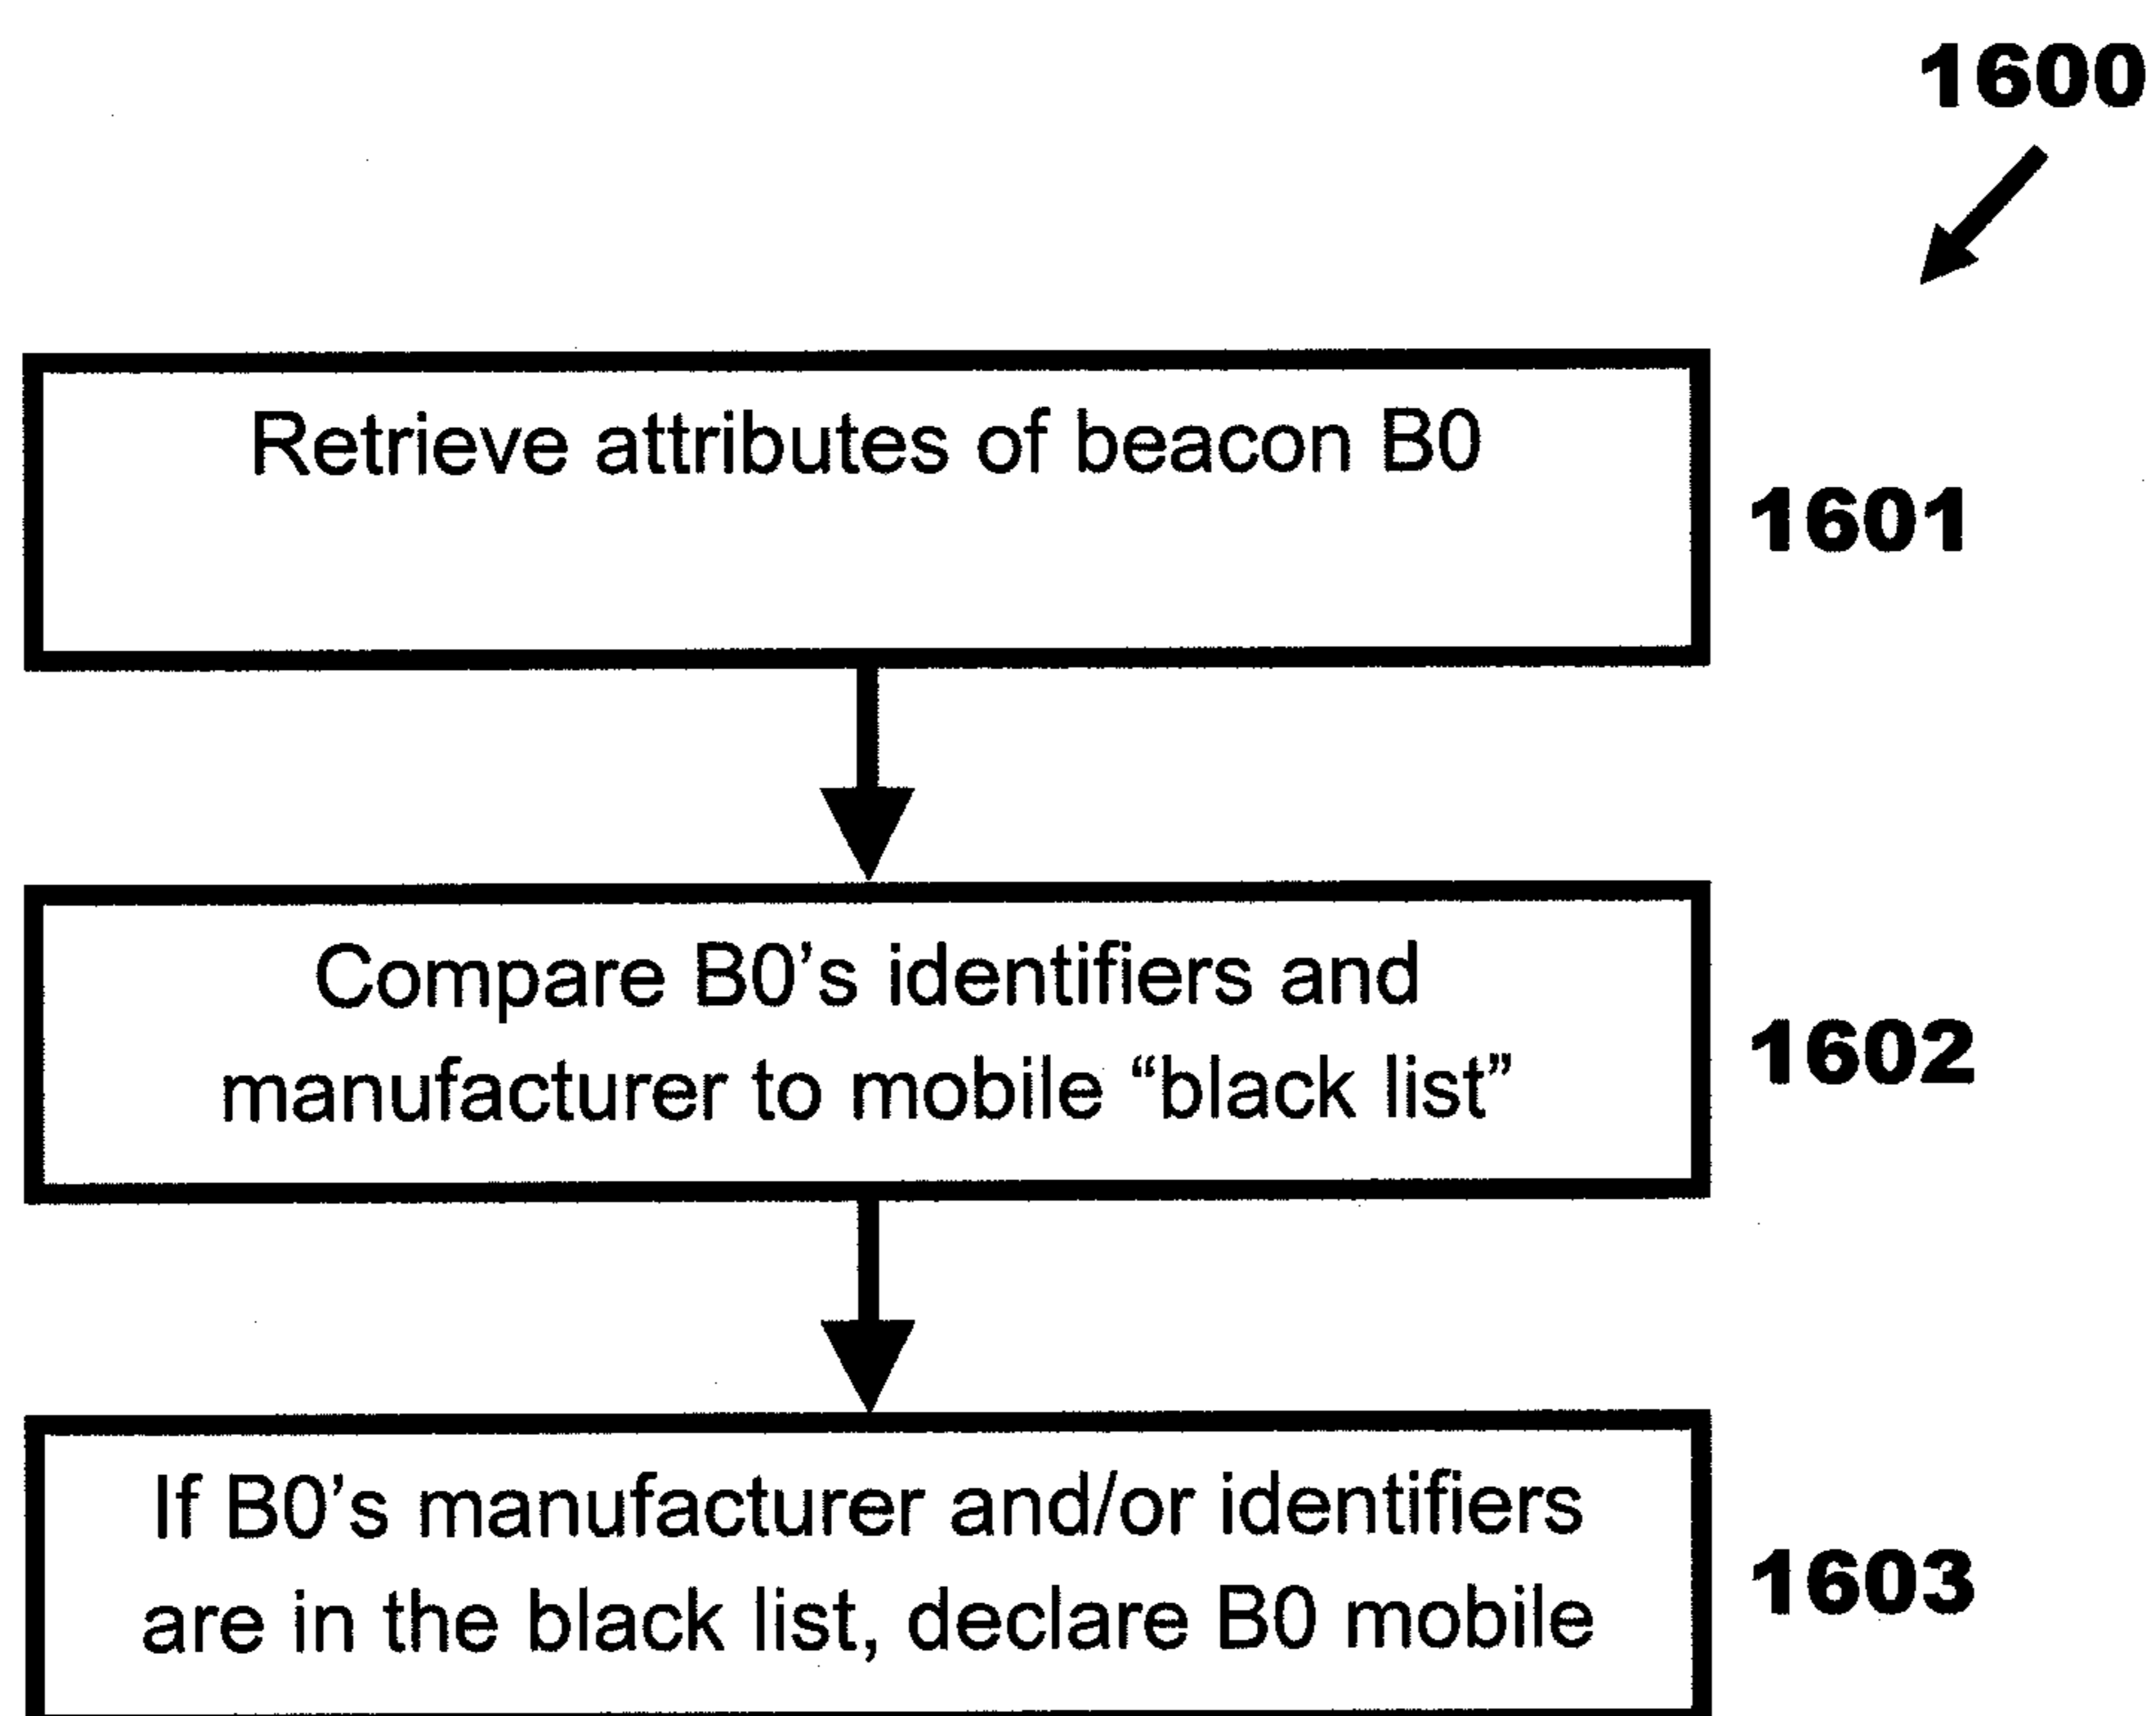 1600
Retrieve attributes of beacon B0
1601
Compare B0’s identifiers and
manufacturer to mobile “black list”
1602
If B0’s manufacturer and/or identifiers
are in the black list, declare B0 mobile
1603